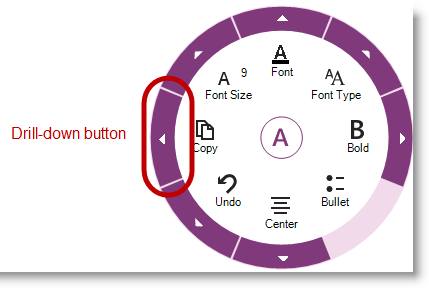 Font
9
Font Size
Font Type
Drill-down button
Copy
A
B
Bold
Undo
Bullet
Center